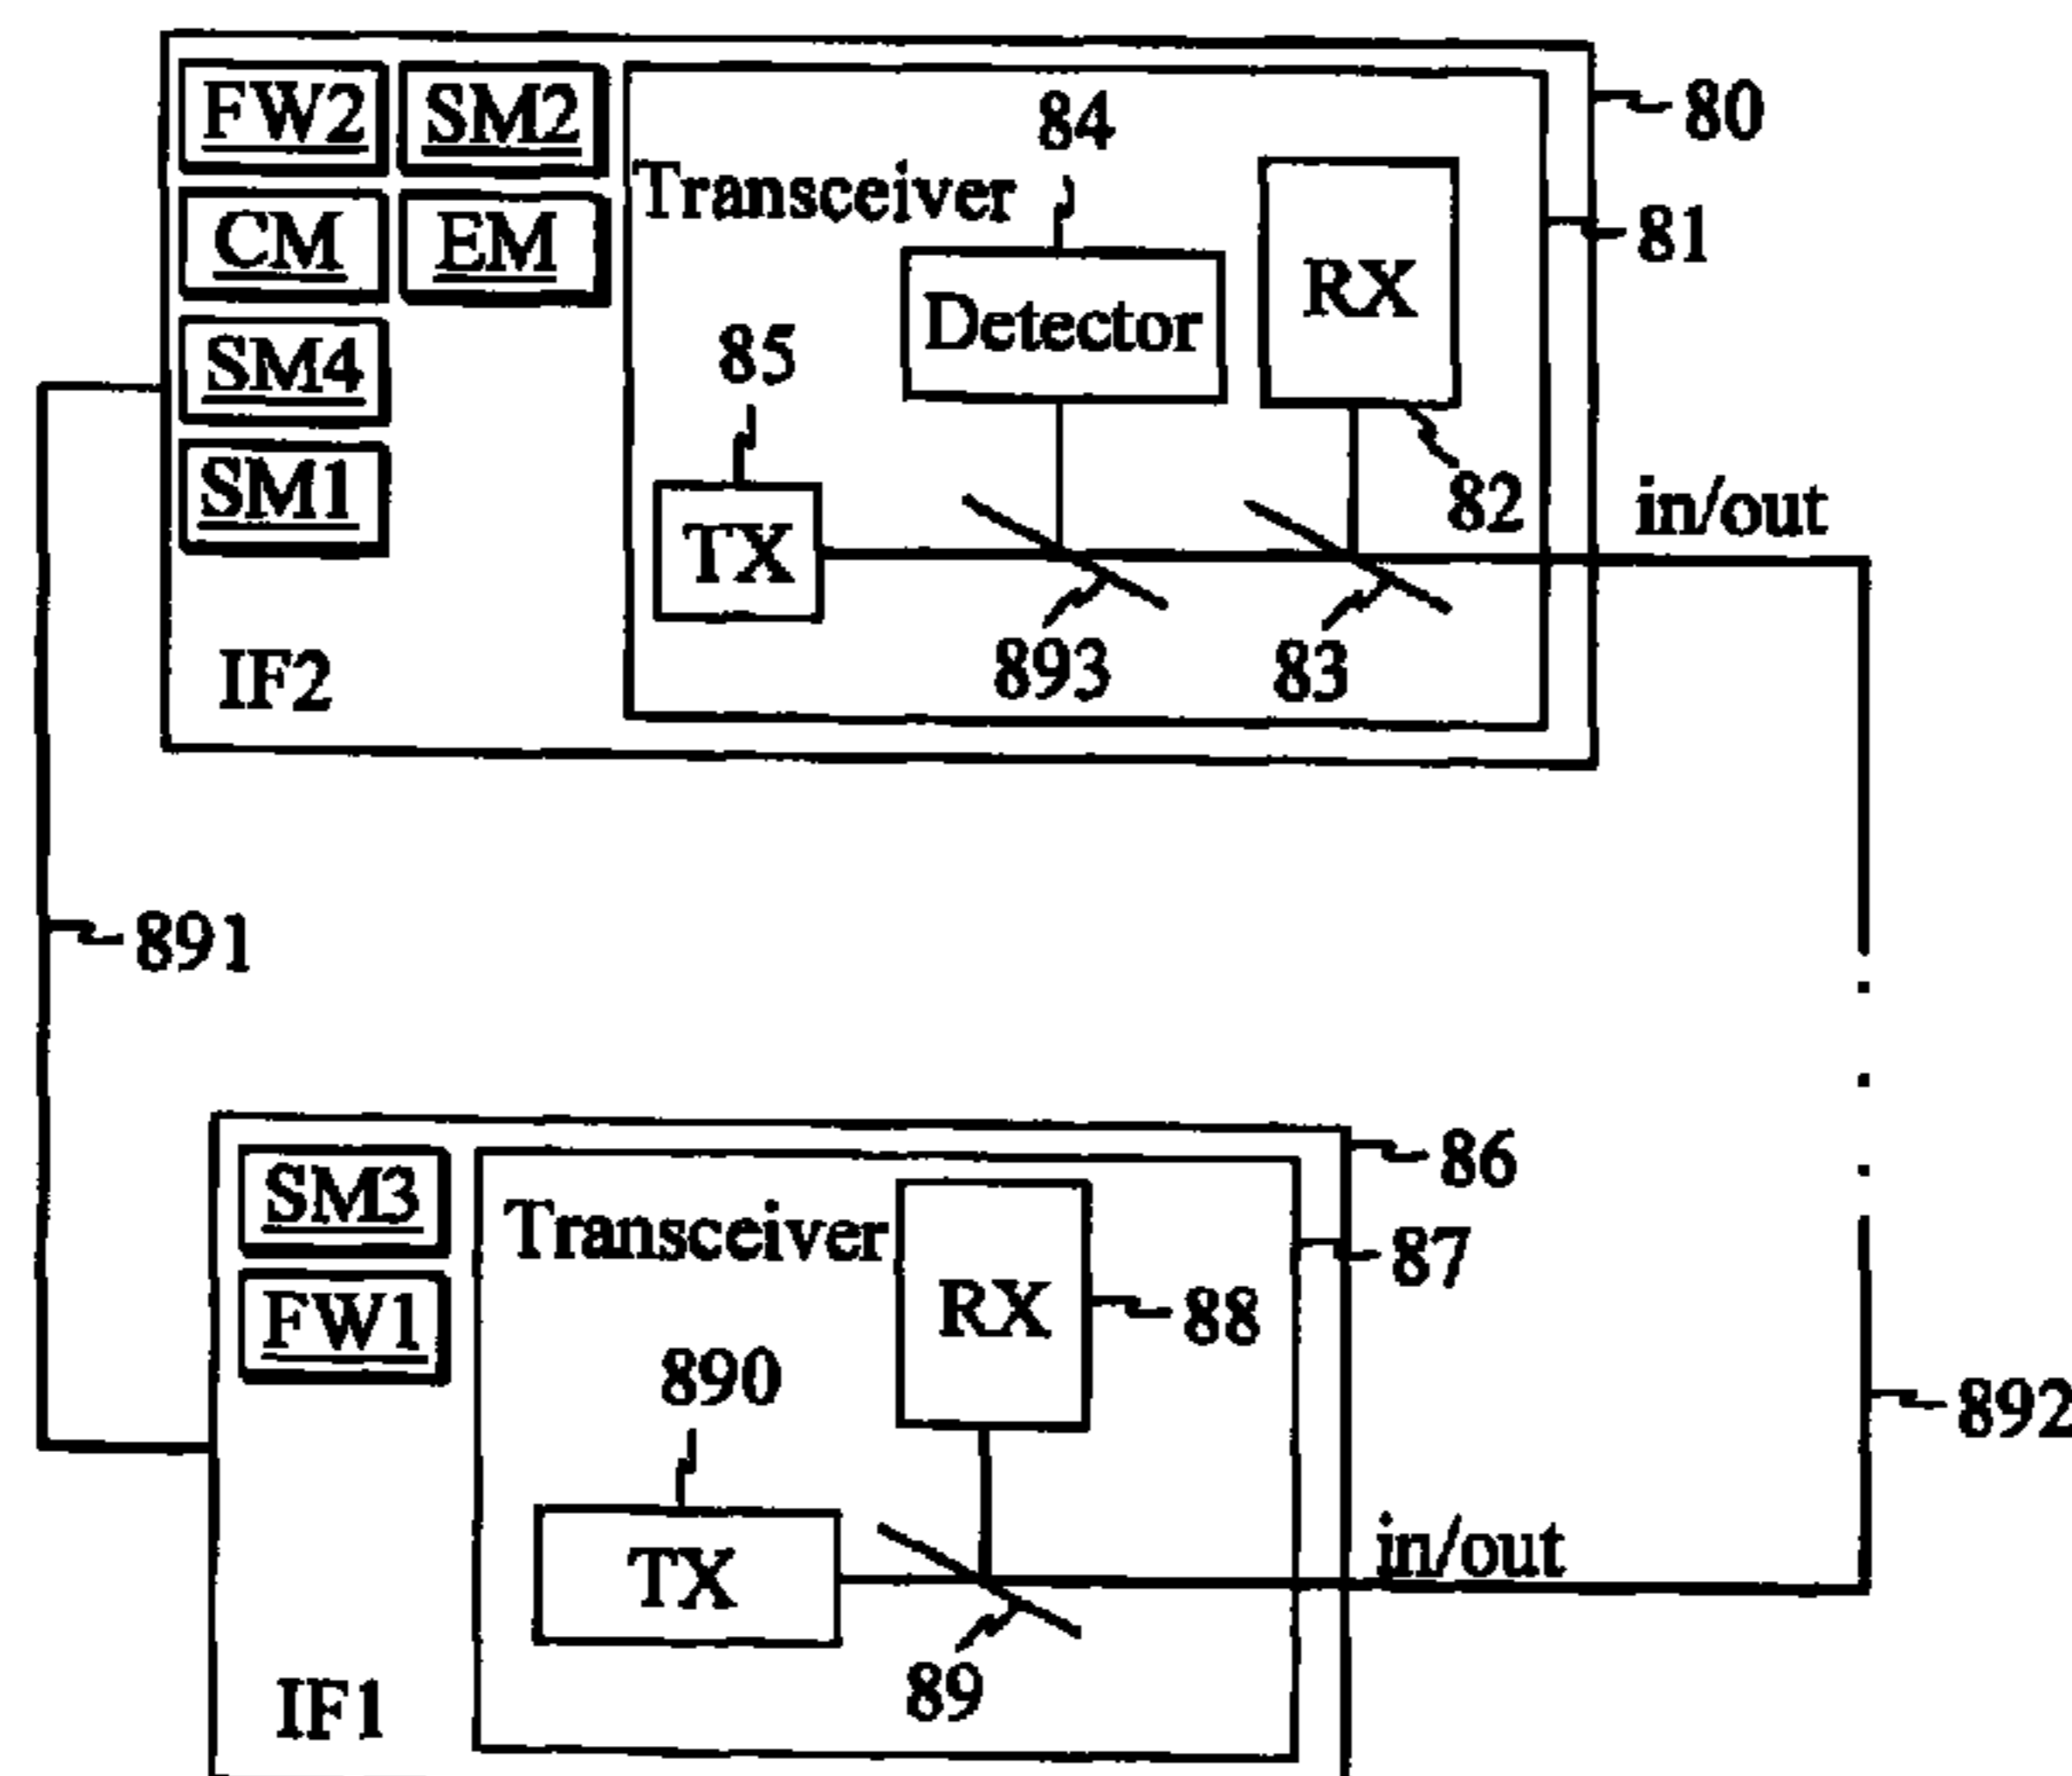 FW2 SM2
84
80
Transceiver
CM EM
RX
81
Detector
SM4
85
SM1
82
in/out
TX
893
83
IF2
891
86
SM3
Transceiver
87
RX
88
FW1
890
892
in/out
TX
89
IF1